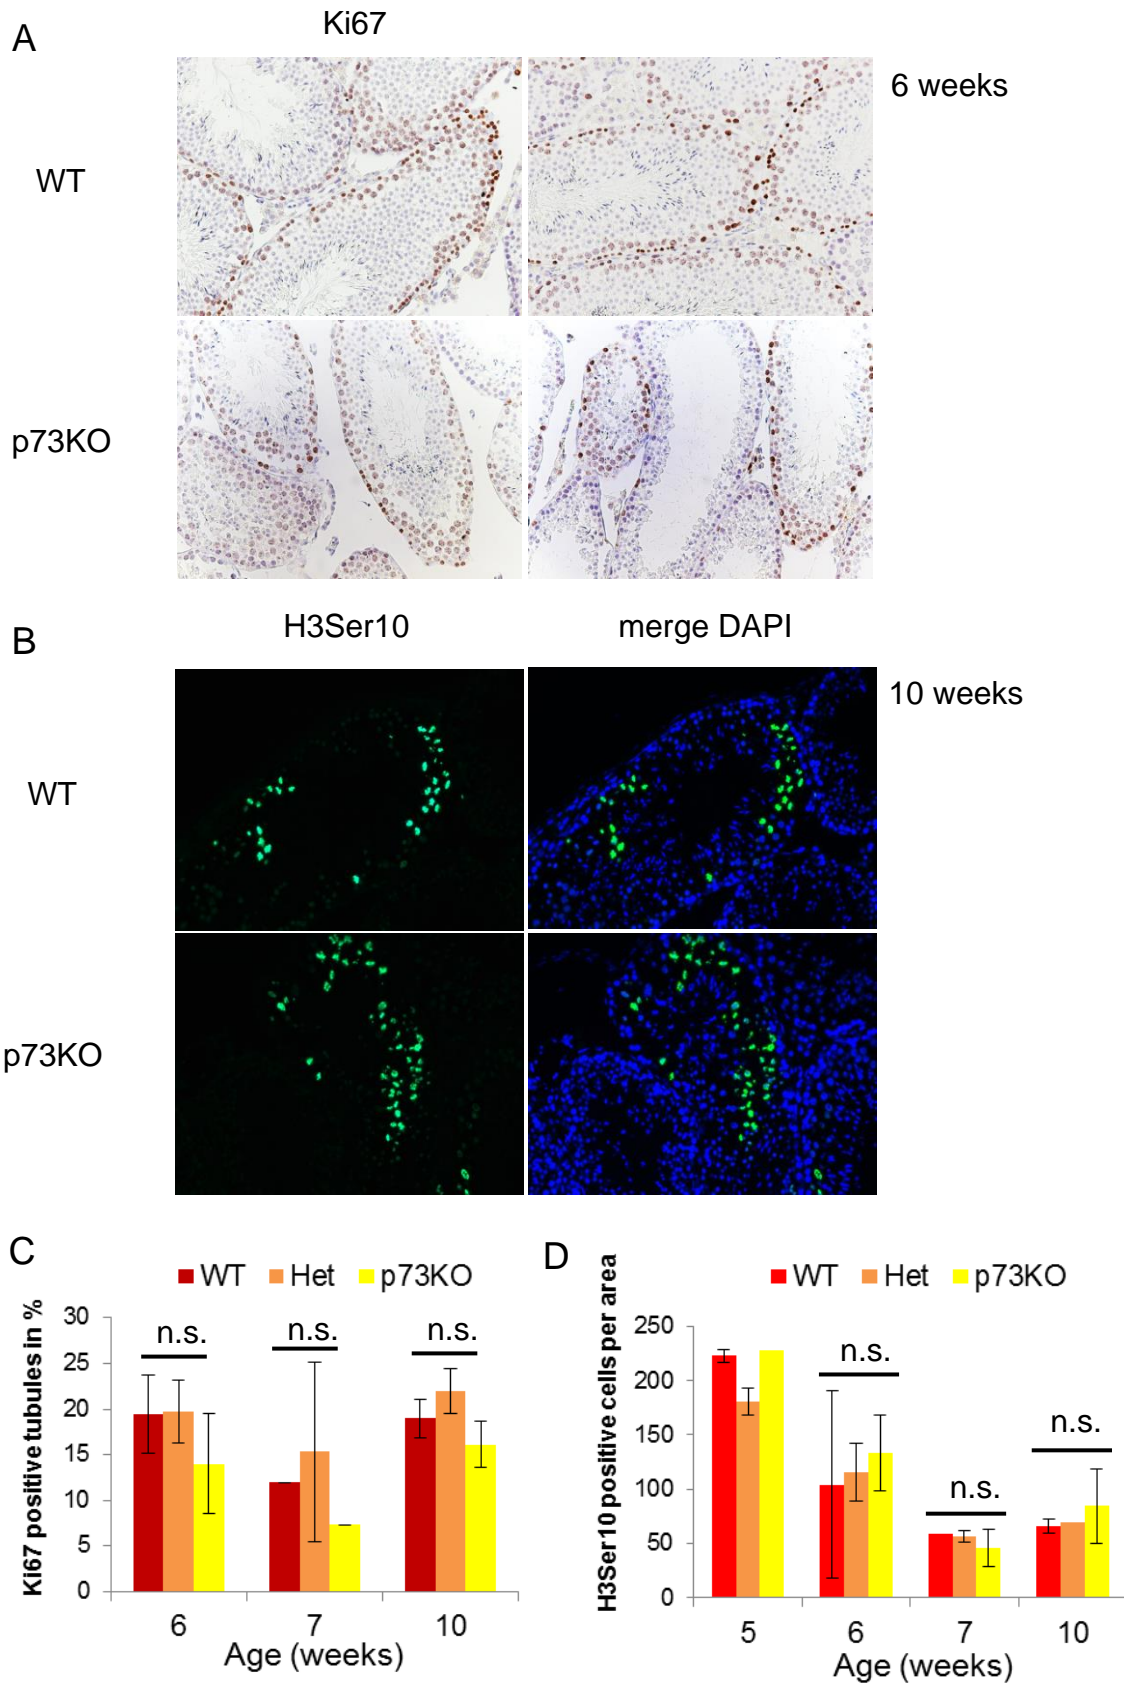 A
Ki67
6 weeks
WT
p73KO
B
H3Ser10
merge DAPI
10 weeks
WT
p73KO
C
WT
Het
p73KO
Ki67 positive tubules in %
30
25
20
15
10
5
0
n.s.
n.s.
n.s.
6
7
10
Age (weeks)
D
WT
Het
p73KO
H3Ser10 positive cells per area
250
200
150
100
50
0
n.s.
n.s.
n.s.
5
6
7
10
Age (weeks)